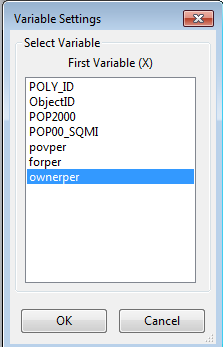 Variable Settings
Select Variable
First Variable (X)
POLY_ID
ObjectID
POP2000
POP00_SQMI
povper
forper
ownerper
OK
Cancel